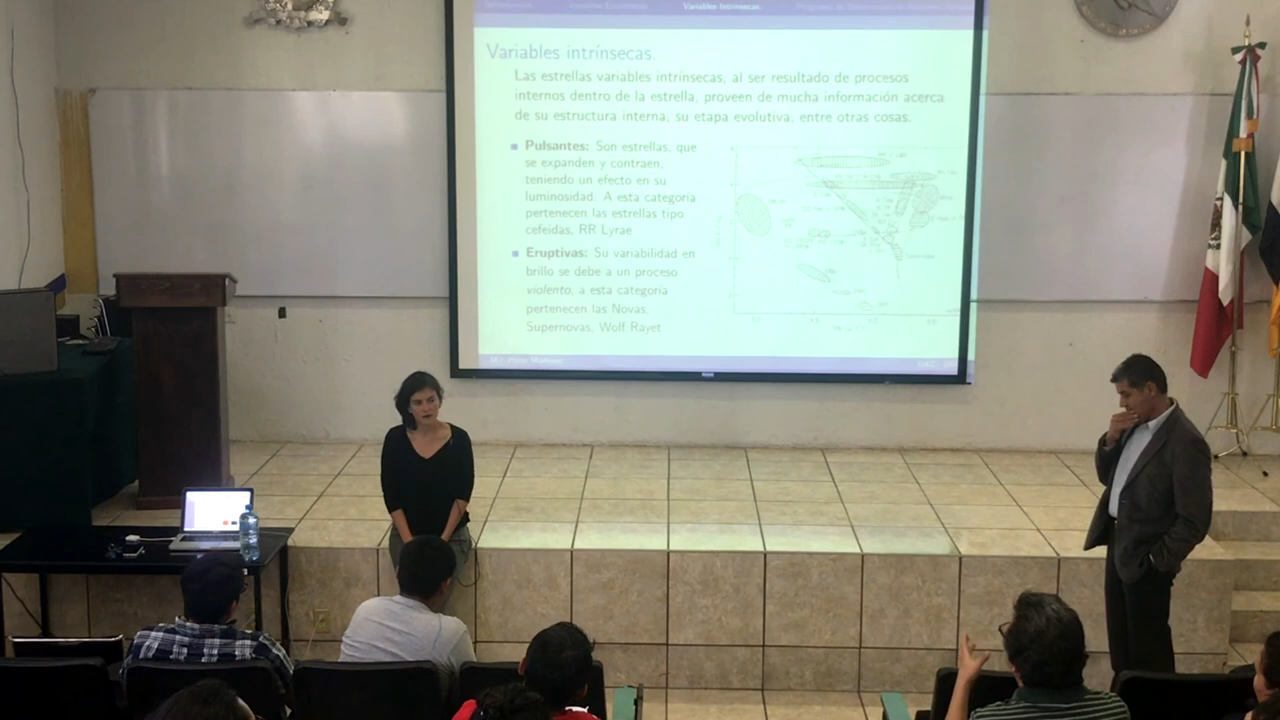 Variables Intrínsecas
Variables intrínsecas.
Las estrellas variables intrinsecas, al ser resultado de procesos
internos dentro de la estrella, proveen de mucha información acerca
de su estructura interna, su etapa evolutiva, entre otras cosas.
Pulsantes: Son estrellas, que
se expanden y contraen,
teniendo un efecto en su
luminosidad. A esta categoria
pertenecen las estrellas tipo
cefeidas, RR Lyrae
Eruptivas: Su variabilidad en
brillo se debe a un proceso
violento, a esta categoría
pertenecen las Novas,
Supernovas, Wolf Rayet